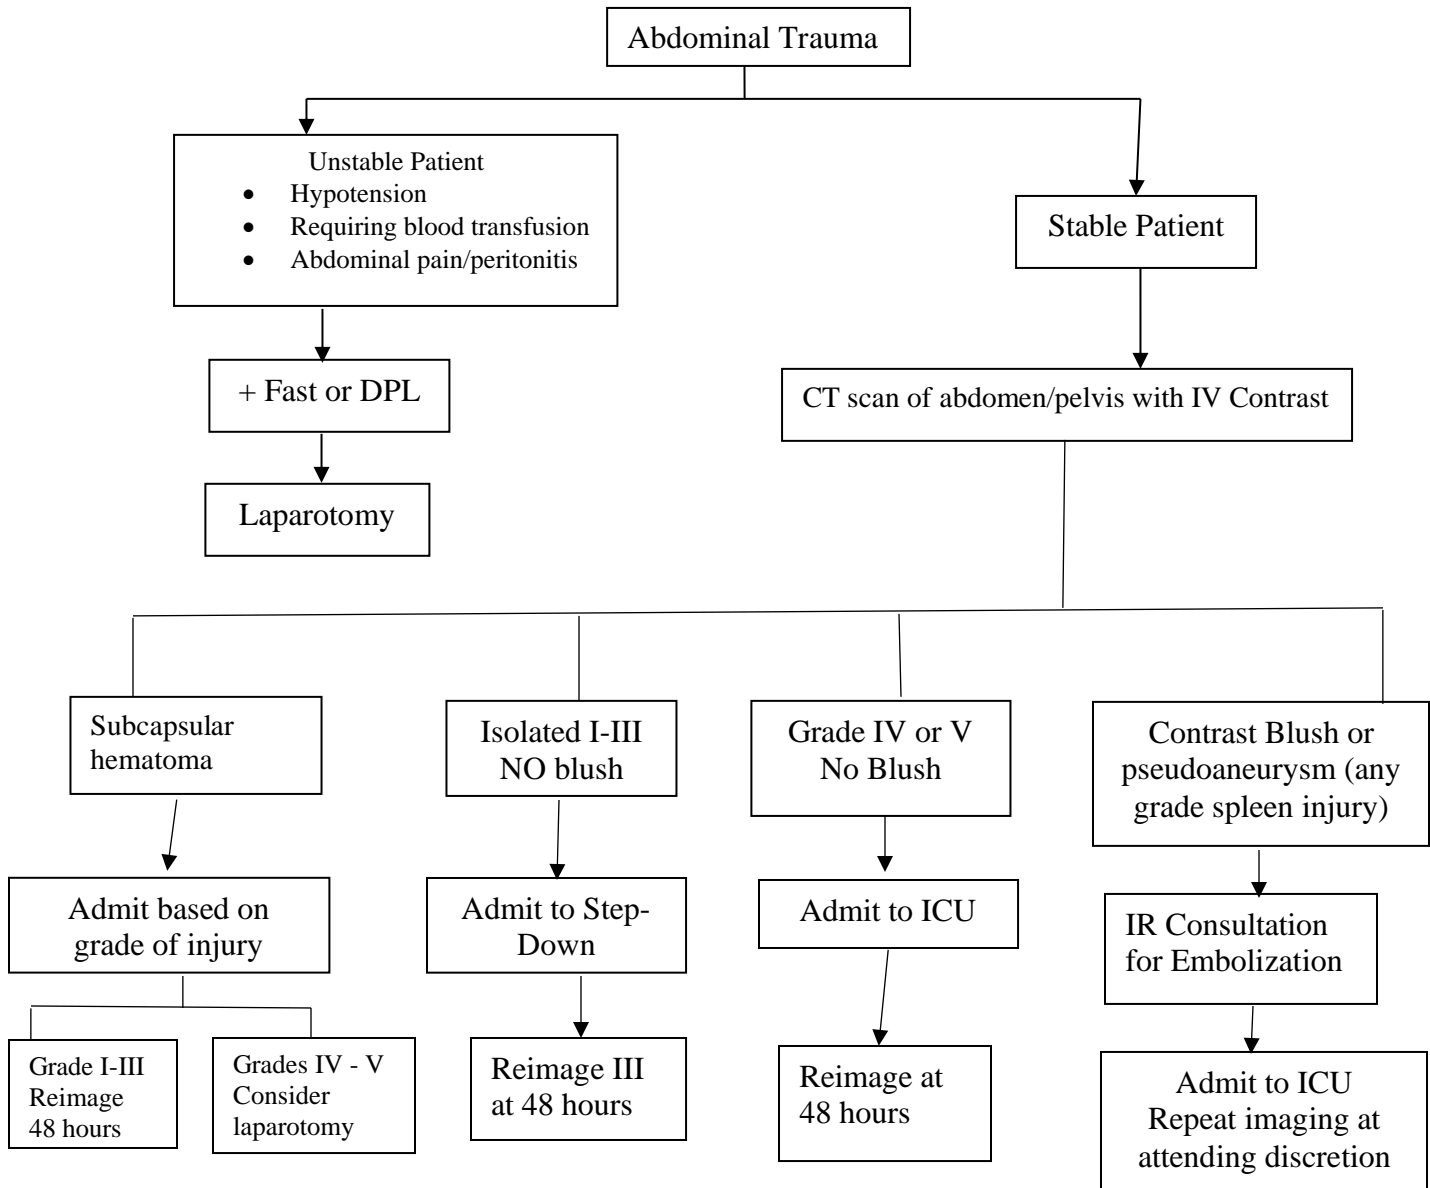 Abdominal Trauma
Unstable Patient
• Hypotension
• Requiring blood transfusion
• Abdominal pain/peritonitis
Stable Patient
+ Fast or DPL
CT scan of abdomen/pelvis with IV Contrast
Laparotomy
Subcapsular
hematoma
Isolated I-III
NO blush
Grade IV or V
No Blush
Contrast Blush or
pseudoaneurysm (any
grade spleen injury)
Admit based on
grade of injury
Admit to Step-
Down
Admit to ICU
IR Consultation
for Embolization
Grade I-III
Reimage
48 hours
Grades IV - V
Consider
laparotomy
Reimage III
at 48 hours
Reimage at
48 hours
Admit to ICU
Repeat imaging at
attending discretion